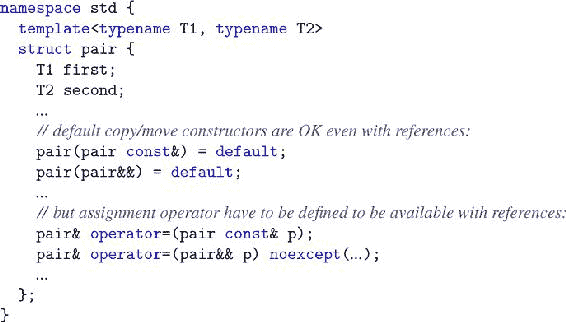 namespace std {
template<typename T1, typename T2>
struct pair {
T1 first;
T2 second;
...
// default copy/move constructors are OK even with references:
pair(pair const&) = default;
pair(pair&&) = default;
...
// but assignment operator have to be defined to be available with references:
pair& operator=(pair const& p);
pair& operator=(pair&& p) noexcept(...);
...
};
}